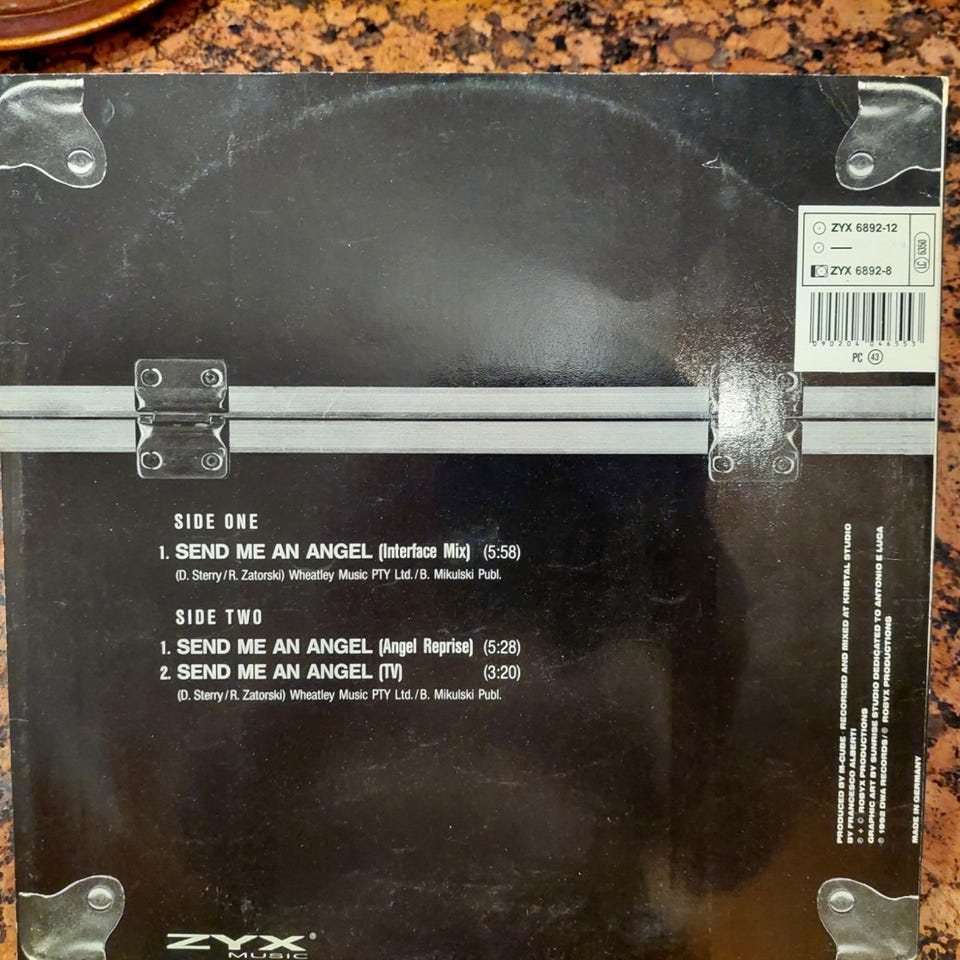 ZYX 6892-12
ZYX 6892-8
PC 43
SIDE ONE
1. SEND ME AN ANGEL (Interface Mix) (5:58)
(D. Sterry/R. Zatorski) Wheatley Music PTY Ltd./B. Mikulski Publ.
SIDE TWO
1. SEND ME AN ANGEL (Angel Reprise) (5:28)
2. SEND ME AN ANGEL (TV) (3:20)
(D. Sterry/R. Zatorski) Wheatley Music PTY Ltd./B. Mikulski Publ.
PRODUCED BY M-CUBE · RECORDED AND MIXED AT KRISTAL STUDIO
BY FRANCESCO ALBERTI
℗ + © ROBYX PRODUCTIONS
GRAPHIC ART BY SUNRISE STUDIO DEDICATED TO ANTONIO E LUCA
℗ 1992 DWA RECORDS/© ROBYX PRODUCTIONS
MADE IN GERMANY
ZYX®
MUSIC